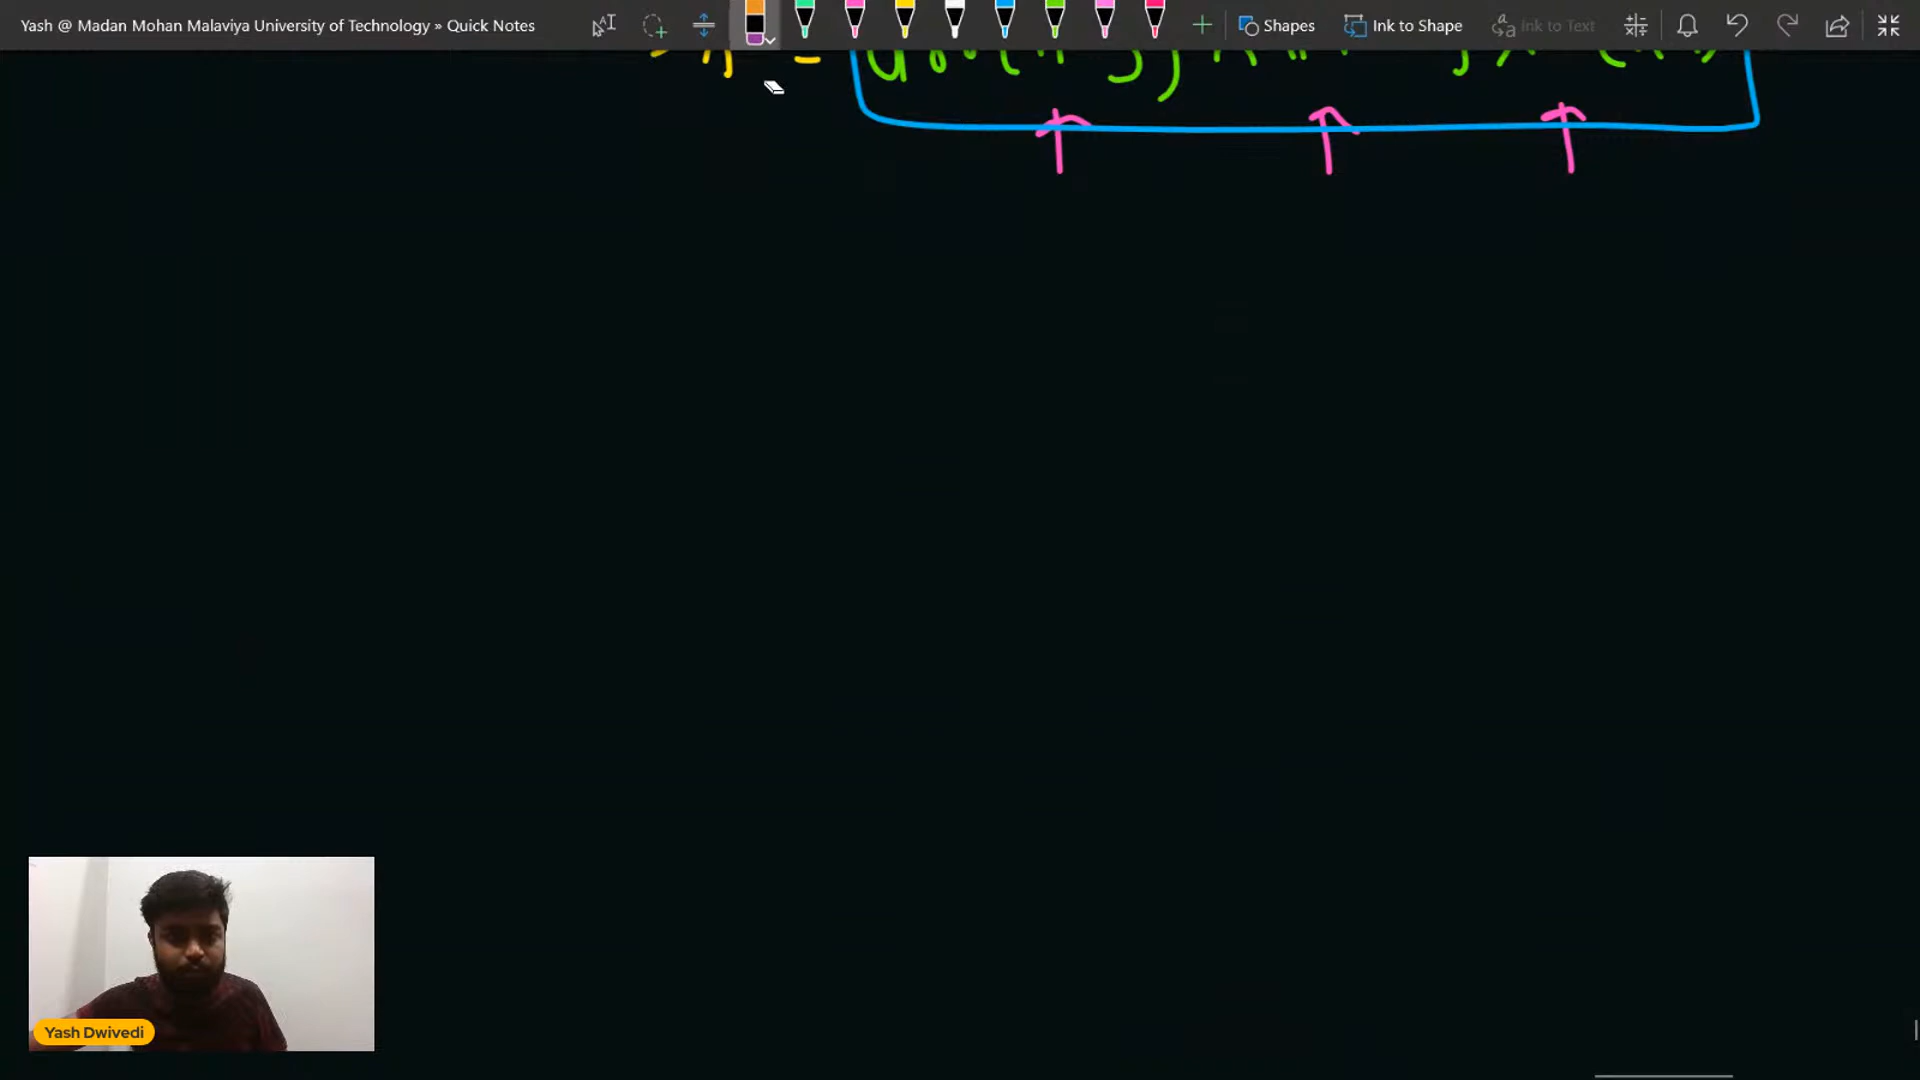 Yash @ Madan Mohan Malaviya University of Technology » Quick Notes
Shapes
Ink to Shape
Ink to Text
Yash Dwivedi